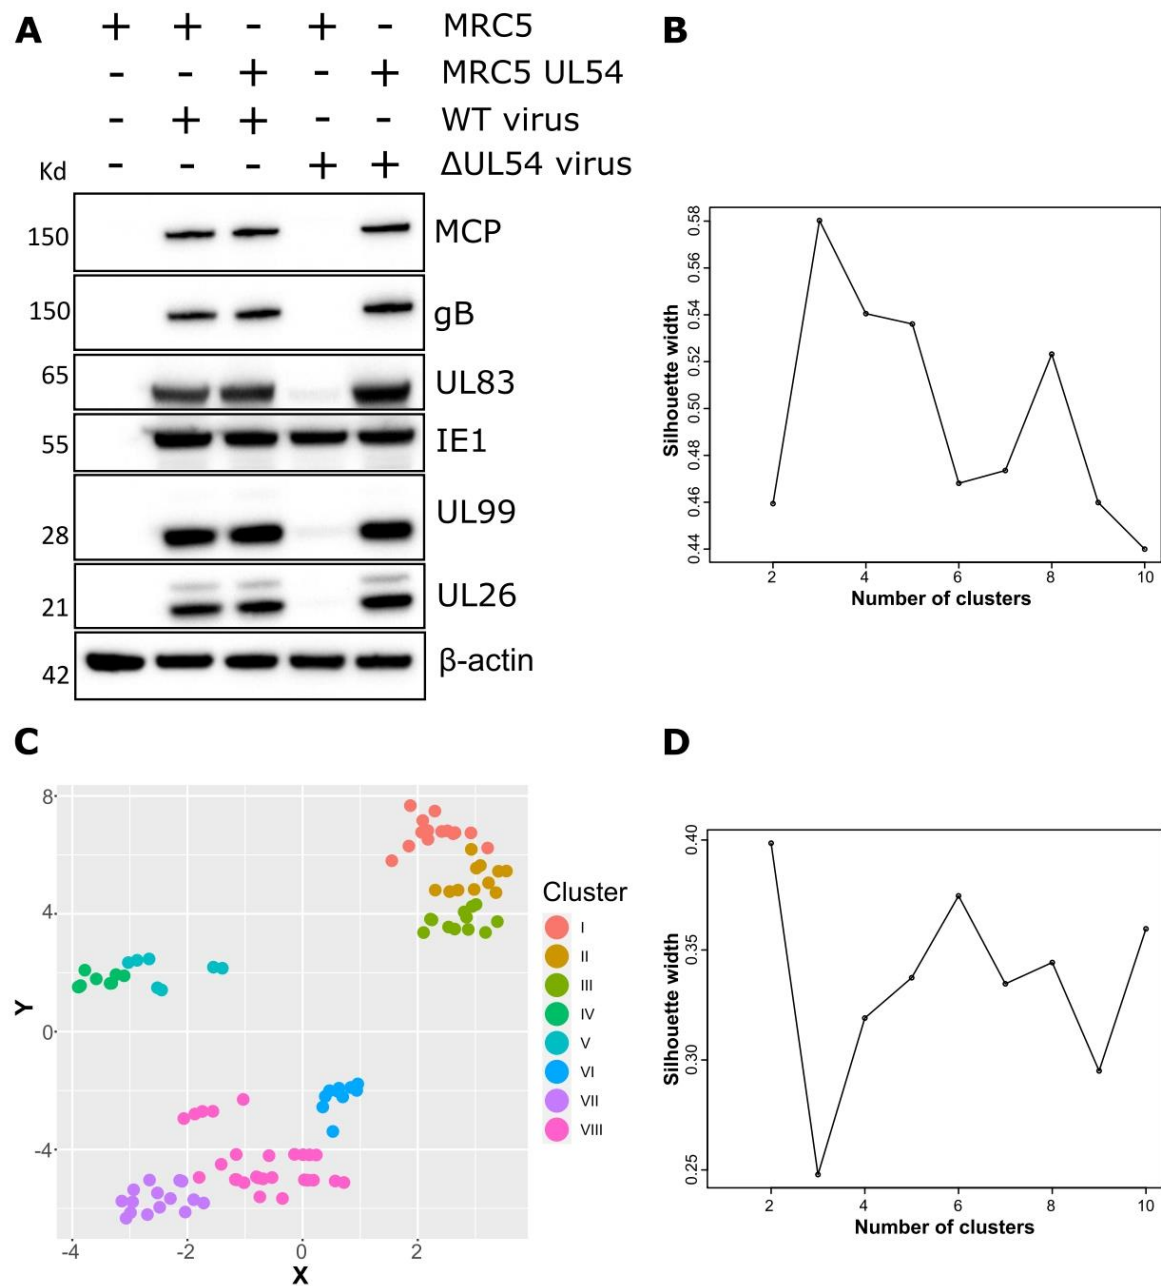 A
+ + - + - MRC5
- - + - + MRC5 UL54
- + + - - WT virus
- - - + + ΔUL54 virus
Kd
150 MCP
150 gB
65 UL83
55 IE1
28 UL99
21 UL26
42 β-actin
B
Silhouette width
0.58
0.56
0.54
0.52
0.50
0.48
0.46
0.44
2 4 6 8 10
Number of clusters
C
Y
8
4
0
-4
-4 -2 0 2
X
Cluster
I
II
III
IV
V
VI
VII
VIII
D
Silhouette width
0.40
0.35
0.30
0.25
2 4 6 8 10
Number of clusters